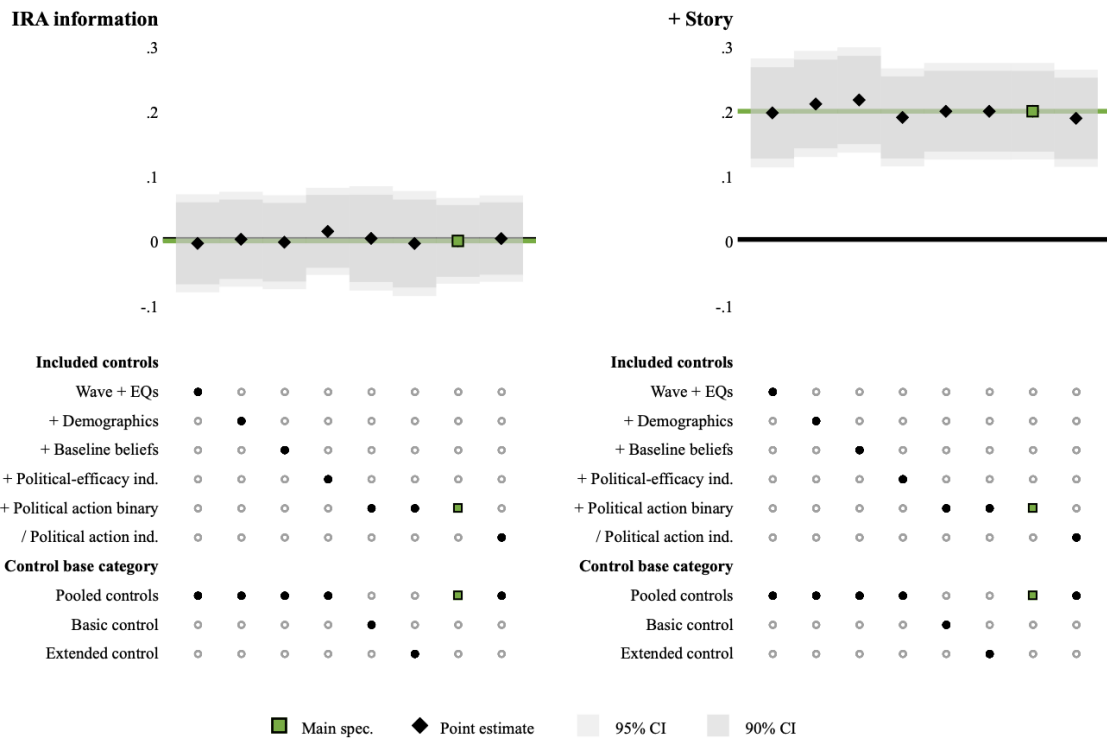 IRA information
.3
.2
.1
0
-.1
Included controls
Wave + EQs
+ Demographics
+ Baseline beliefs
+ Political-efficacy ind.
+ Political action binary
/ Political action ind.
Control base category
Pooled controls
Basic control
Extended control
+ Story
.3
.2
.1
0
-.1
Included controls
Wave + EQs
+ Demographics
+ Baseline beliefs
+ Political-efficacy ind.
+ Political action binary
/ Political action ind.
Control base category
Pooled controls
Basic control
Extended control
Main spec. Point estimate 95% CI 90% CI